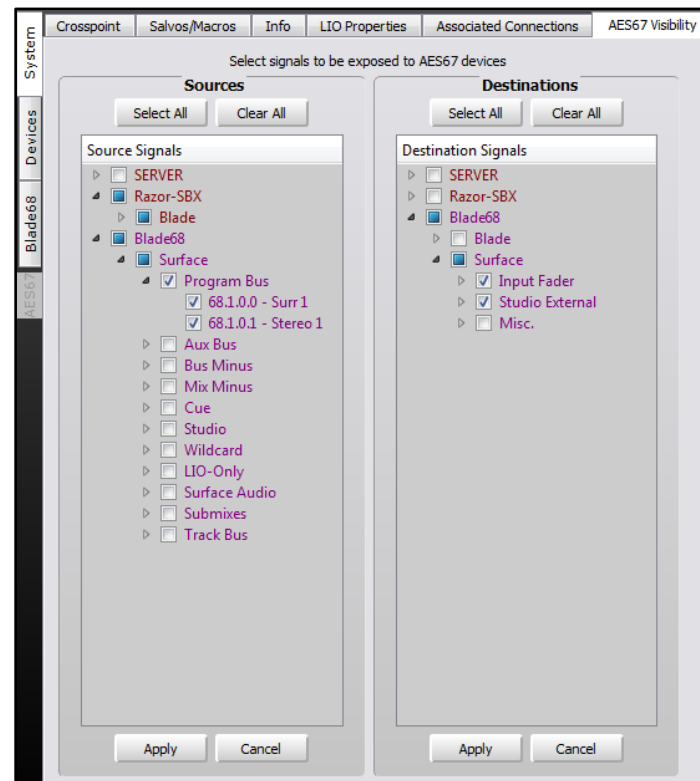 System
Devices
Blade68
AES67
Crosspoint Salvos/Macros Info LIO Properties Associated Connections AES67 Visibility
Select signals to be exposed to AES67 devices
Sources
Select All Clear All
Source Signals
SERVER
Razor-SBX
Blade
Blade68
Surface
Program Bus
68.1.0.0 - Surr 1
68.1.0.1 - Stereo 1
Aux Bus
Bus Minus
Mix Minus
Cue
Studio
Wildcard
LIO-Only
Surface Audio
Submixes
Track Bus
Apply Cancel
Destinations
Select All Clear All
Destination Signals
SERVER
Razor-SBX
Blade68
Blade
Surface
Input Fader
Studio External
Misc.
Apply Cancel